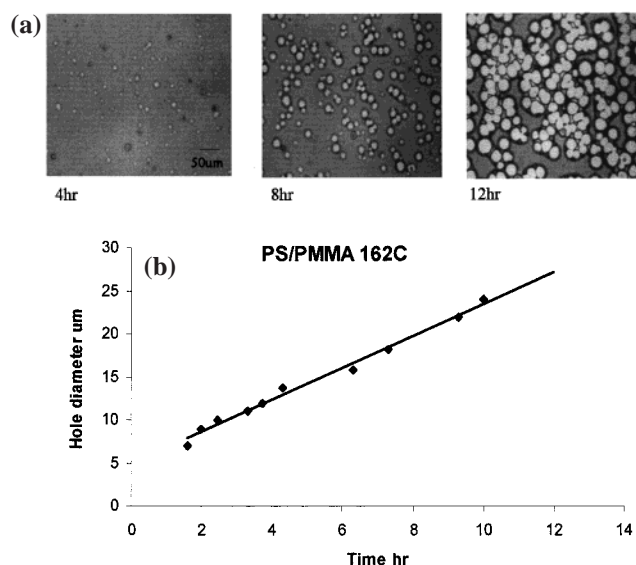 (a)
50um
4hr
8hr
12hr
(b)
PS/PMMA 162C
Hole diameter um
30
25
20
15
10
5
0
0 2 4 6 8 10 12 14
Time hr